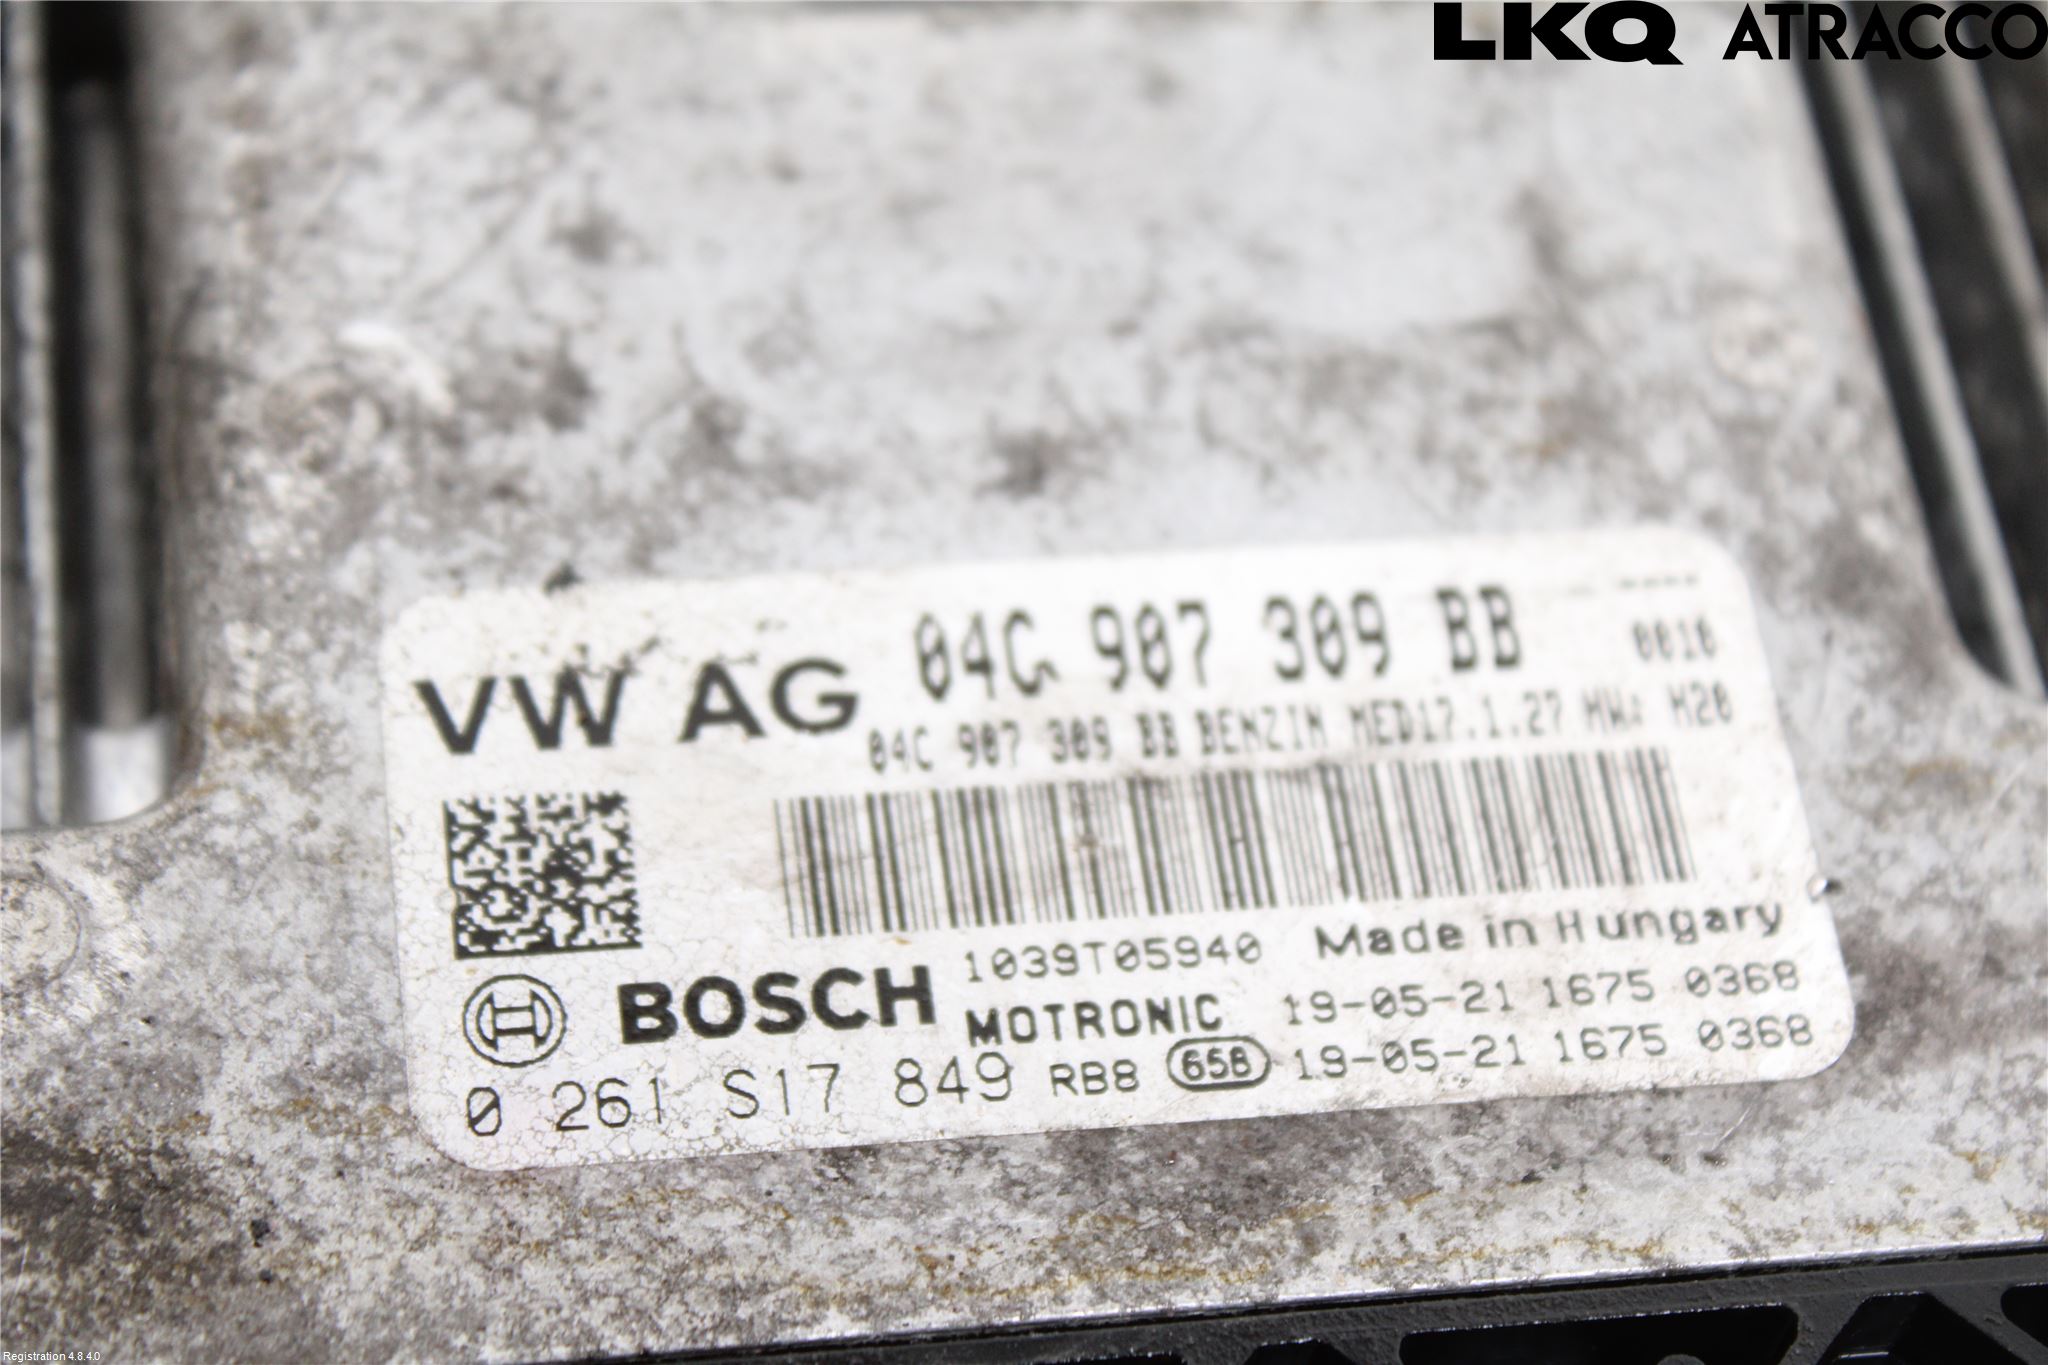 LKQ ATRACCO
VW AG 04C 907 309 BB ----
0010
04C 907 309 BB BENZIN MED17.1.27 HW: H20
1039T05940 Made in Hungary
BOSCH MOTRONIC 19-05-21 1675 0368
0 261 S17 849 RB8 658 19-05-21 1675 0368
Registration 4.8.4.0